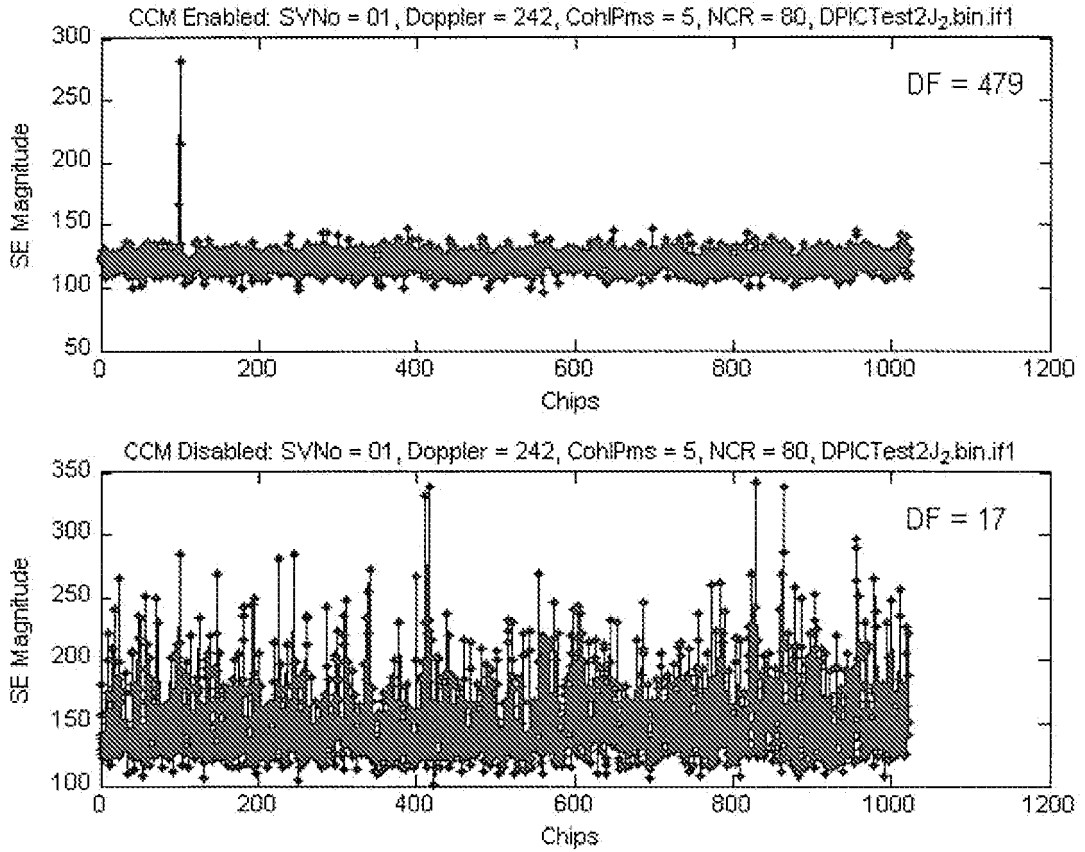 CCM Enabled: SVNo = 01, Doppler = 242, CohIPms = 5, NCR = 80, DPICTest2J₂.bin.if1
300
250
200
150
100
50
SE Magnitude
DF = 479
0 200 400 600 800 1000 1200
Chips
CCM Disabled: SVNo = 01, Doppler = 242, CohIPms = 5, NCR = 80, DPICTest2J₂.bin.if1
350
300
250
200
150
100
SE Magnitude
DF = 17
0 200 400 600 800 1000 1200
Chips